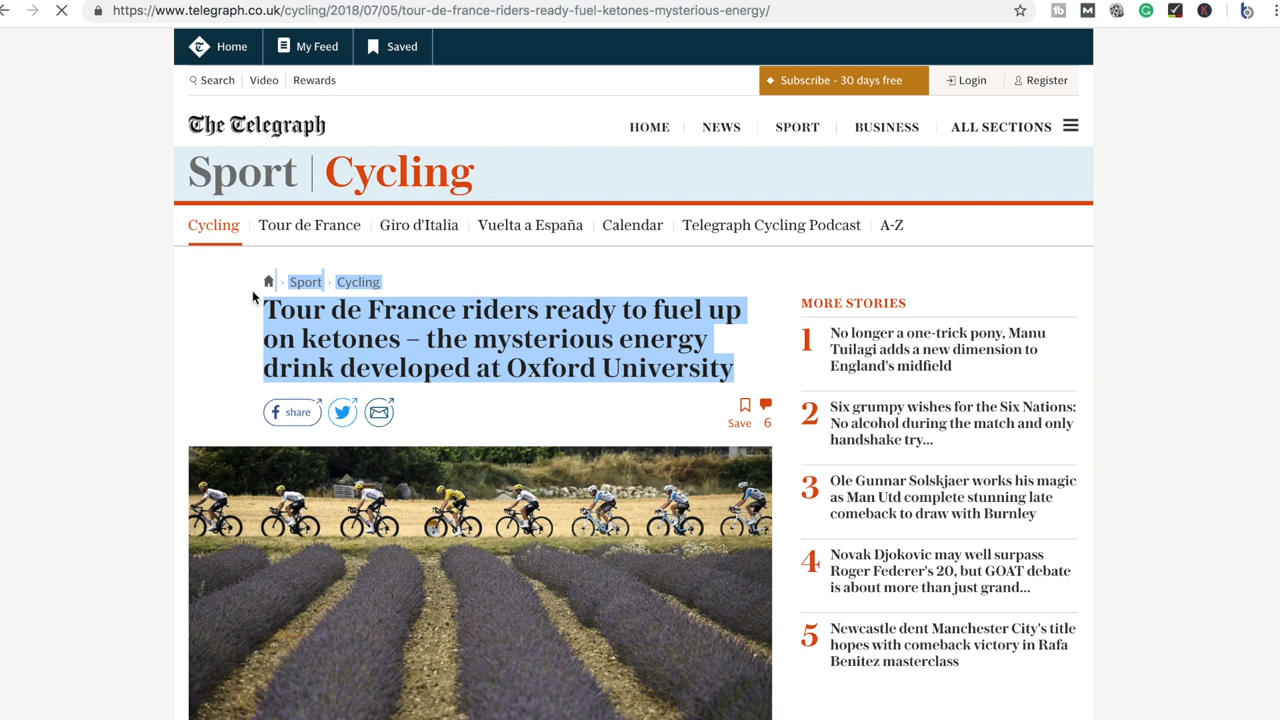 https://www.telegraph.co.uk/cycling/2018/07/05/tour-de-france-riders-ready-fuel-ketones-mysterious-energy/
Home
My Feed
Saved
Search
Video
Rewards
Subscribe - 30 days free
Login
Register
The Telegraph
HOME
NEWS
SPORT
BUSINESS
ALL SECTIONS
Sport
Cycling
Cycling
Tour de France
Giro d'Italia
Vuelta a España
Calendar
Telegraph Cycling Podcast
A-Z
Sport
Cycling
Tour de France riders ready to fuel up
on ketones – the mysterious energy
drink developed at Oxford University
share
Save
6
MORE STORIES
1
No longer a one-trick pony, Manu
Tuilagi adds a new dimension to
England's midfield
2
Six grumpy wishes for the Six Nations:
No alcohol during the match and only
handshake try...
3
Ole Gunnar Solskjaer works his magic
as Man Utd complete stunning late
comeback to draw with Burnley
4
Novak Djokovic may well surpass
Roger Federer's 20, but GOAT debate
is about more than just grand...
5
Newcastle dent Manchester City's title
hopes with comeback victory in Rafa
Benitez masterclass